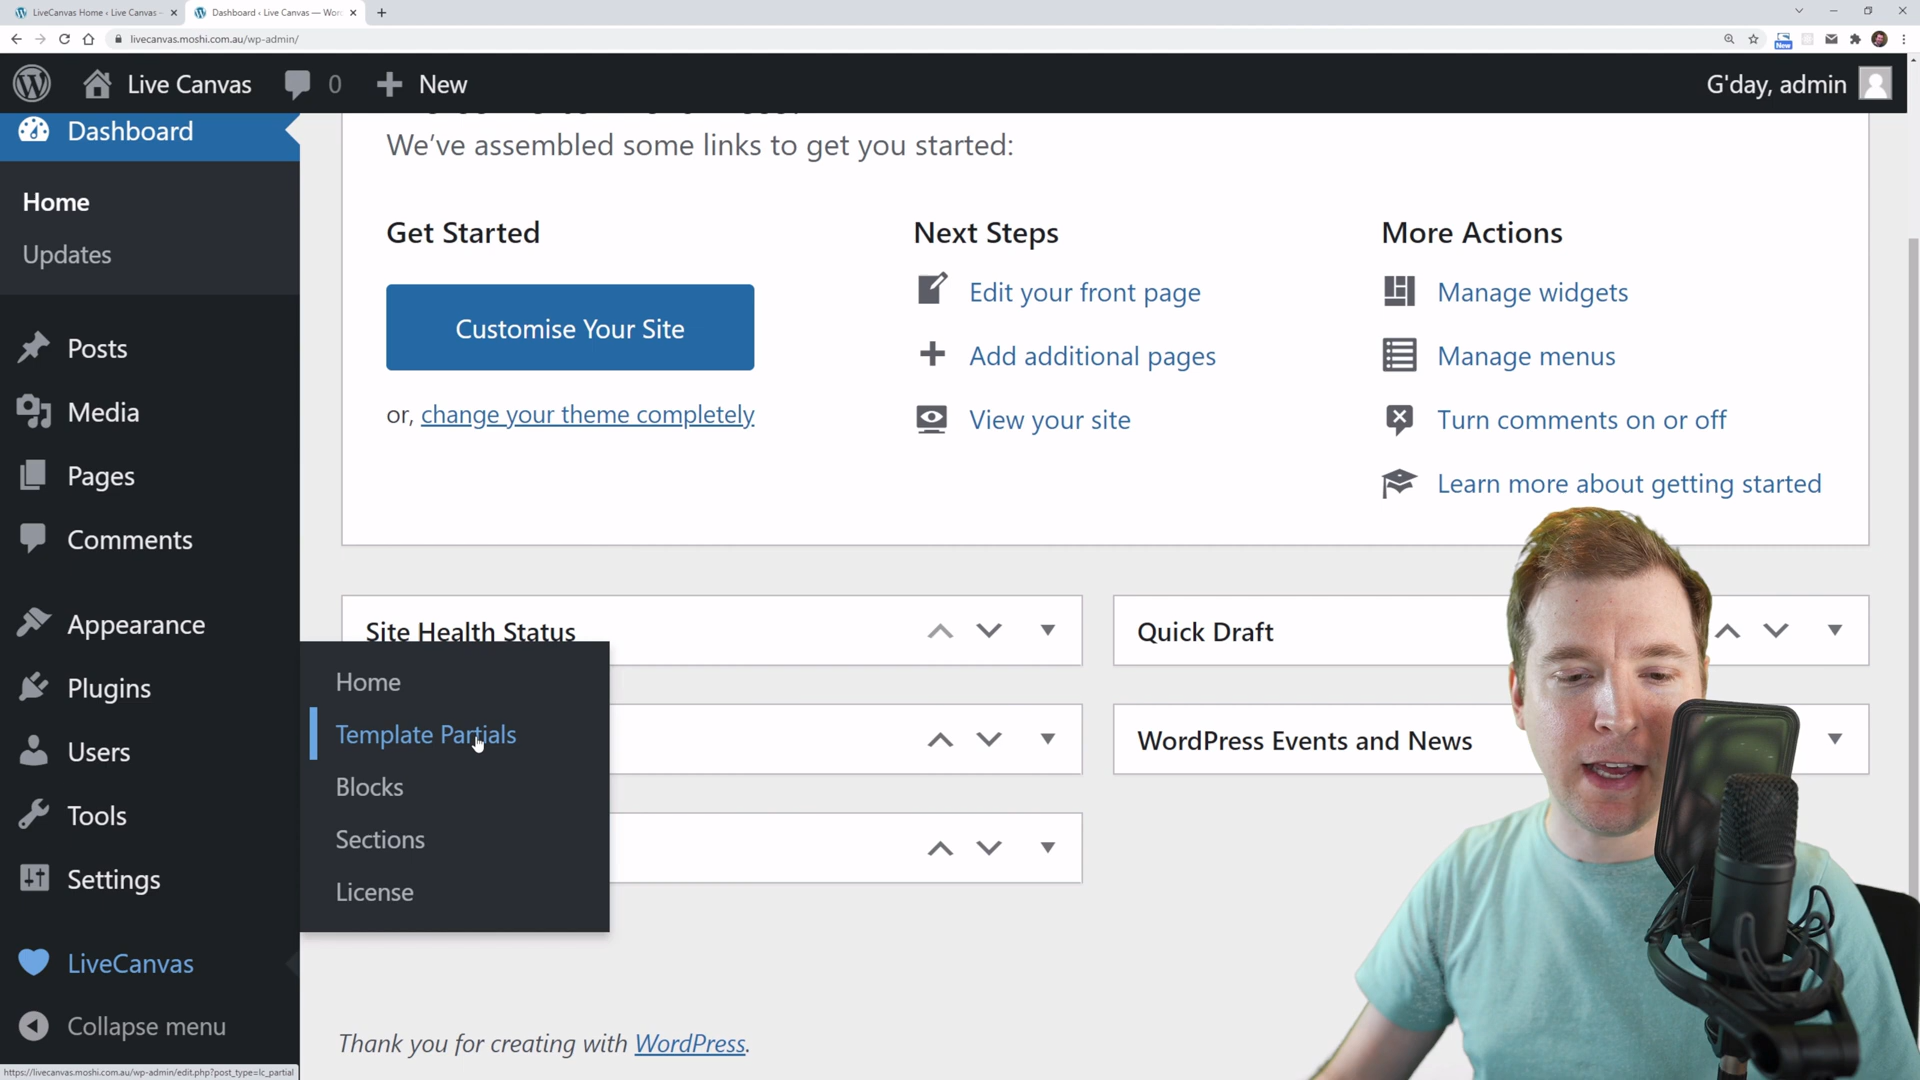 LiveCanvas Home ‹ Live Canvas -
Dashboard ‹ Live Canvas — Wor
livecanvas.moshi.com.au/wp-admin/
New
Live Canvas
0
New
G'day, admin
Dashboard
Home
Updates
Posts
Media
Pages
Comments
Appearance
Plugins
Users
Tools
Settings
LiveCanvas
Collapse menu
We've assembled some links to get you started:
Get Started
Customise Your Site
or, change your theme completely
Next Steps
Edit your front page
Add additional pages
View your site
More Actions
Manage widgets
Manage menus
Turn comments on or off
Learn more about getting started
Site Health Status
Quick Draft
WordPress Events and News
Home
Template Partials
Blocks
Sections
License
Thank you for creating with WordPress.
https://livecanvas.moshi.com.au/wp-admin/edit.php?post_type=lc_partial